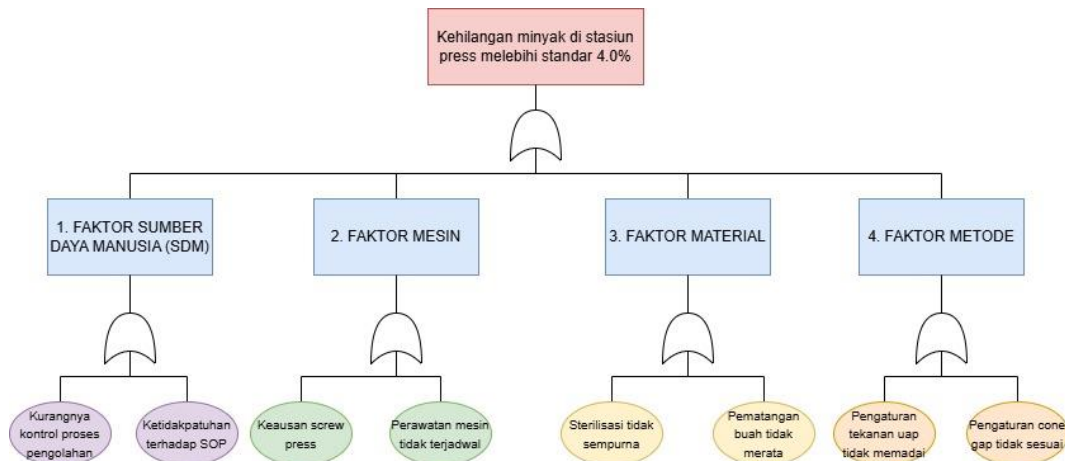 Kehilangan minyak di stasiun
press melebihi standar 4.0%
1. FAKTOR SUMBER
DAYA MANUSIA (SDM)
2. FAKTOR MESIN
3. FAKTOR MATERIAL
4. FAKTOR METODE
Kurangnya
kontrol proses
pengolahan
Ketidakpatuhan
terhadap SOP
Keausan screw
press
Perawatan mesin
tidak terjadwal
Sterilisasi tidak
sempurna
Pematangan
buah tidak
merata
Pengaturan
tekanan uap
tidak memadai
Pengaturan cone
gap tidak sesuai